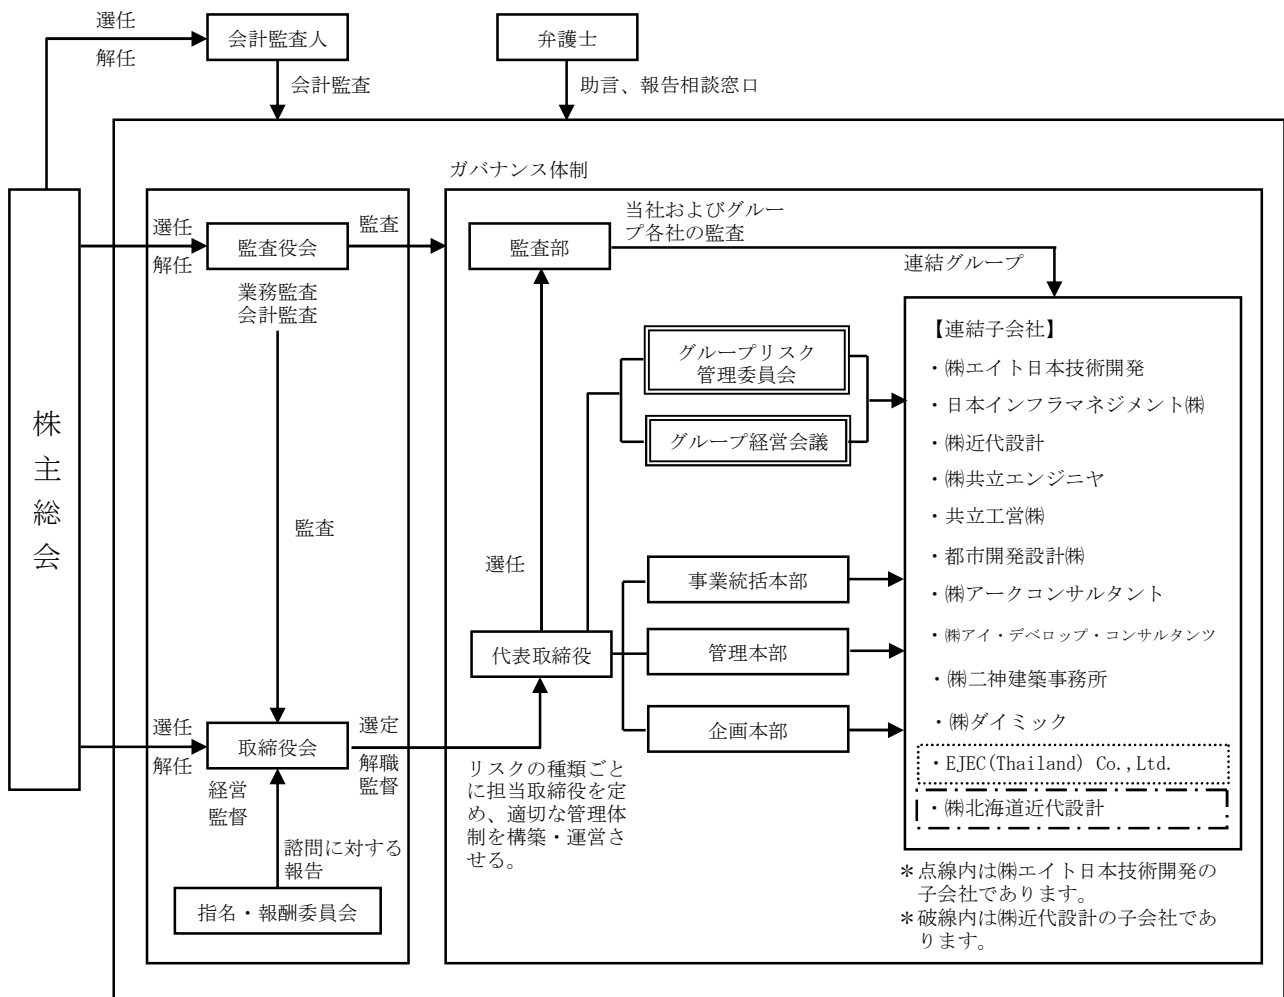 選任
解任
会計監査人
会計監査
弁護士
助言、報告相談窓口
株主総会
選任
解任
監査役会
業務監査
会計監査
監査
監査
選任
解任
取締役会
経営
監督
選定
解職
監督
諮問に対する
報告
指名・報酬委員会
ガバナンス体制
監査部
当社およびグルー
プ各社の監査
連結グループ
グループリスク
管理委員会
グループ経営会議
選任
代表取締役
事業統括本部
管理本部
企画本部
リスクの種類ごと
に担当取締役を定
め、適切な管理体
制を構築・運営さ
せる。
【連結子会社】
・㈱エイト日本技術開発
・日本インフラマネジメント㈱
・㈱近代設計
・㈱共立エンジニヤ
・共立工営㈱
・都市開発設計㈱
・㈱アークコンサルタント
・㈱アイ・デベロップ・コンサルタンツ
・㈱二神建築事務所
・㈱ダイミック
・EJEC(Thailand) Co.,Ltd.
・㈱北海道近代設計
＊点線内は㈱エイト日本技術開発の
子会社であります。
＊破線内は㈱近代設計の子会社であ
ります。